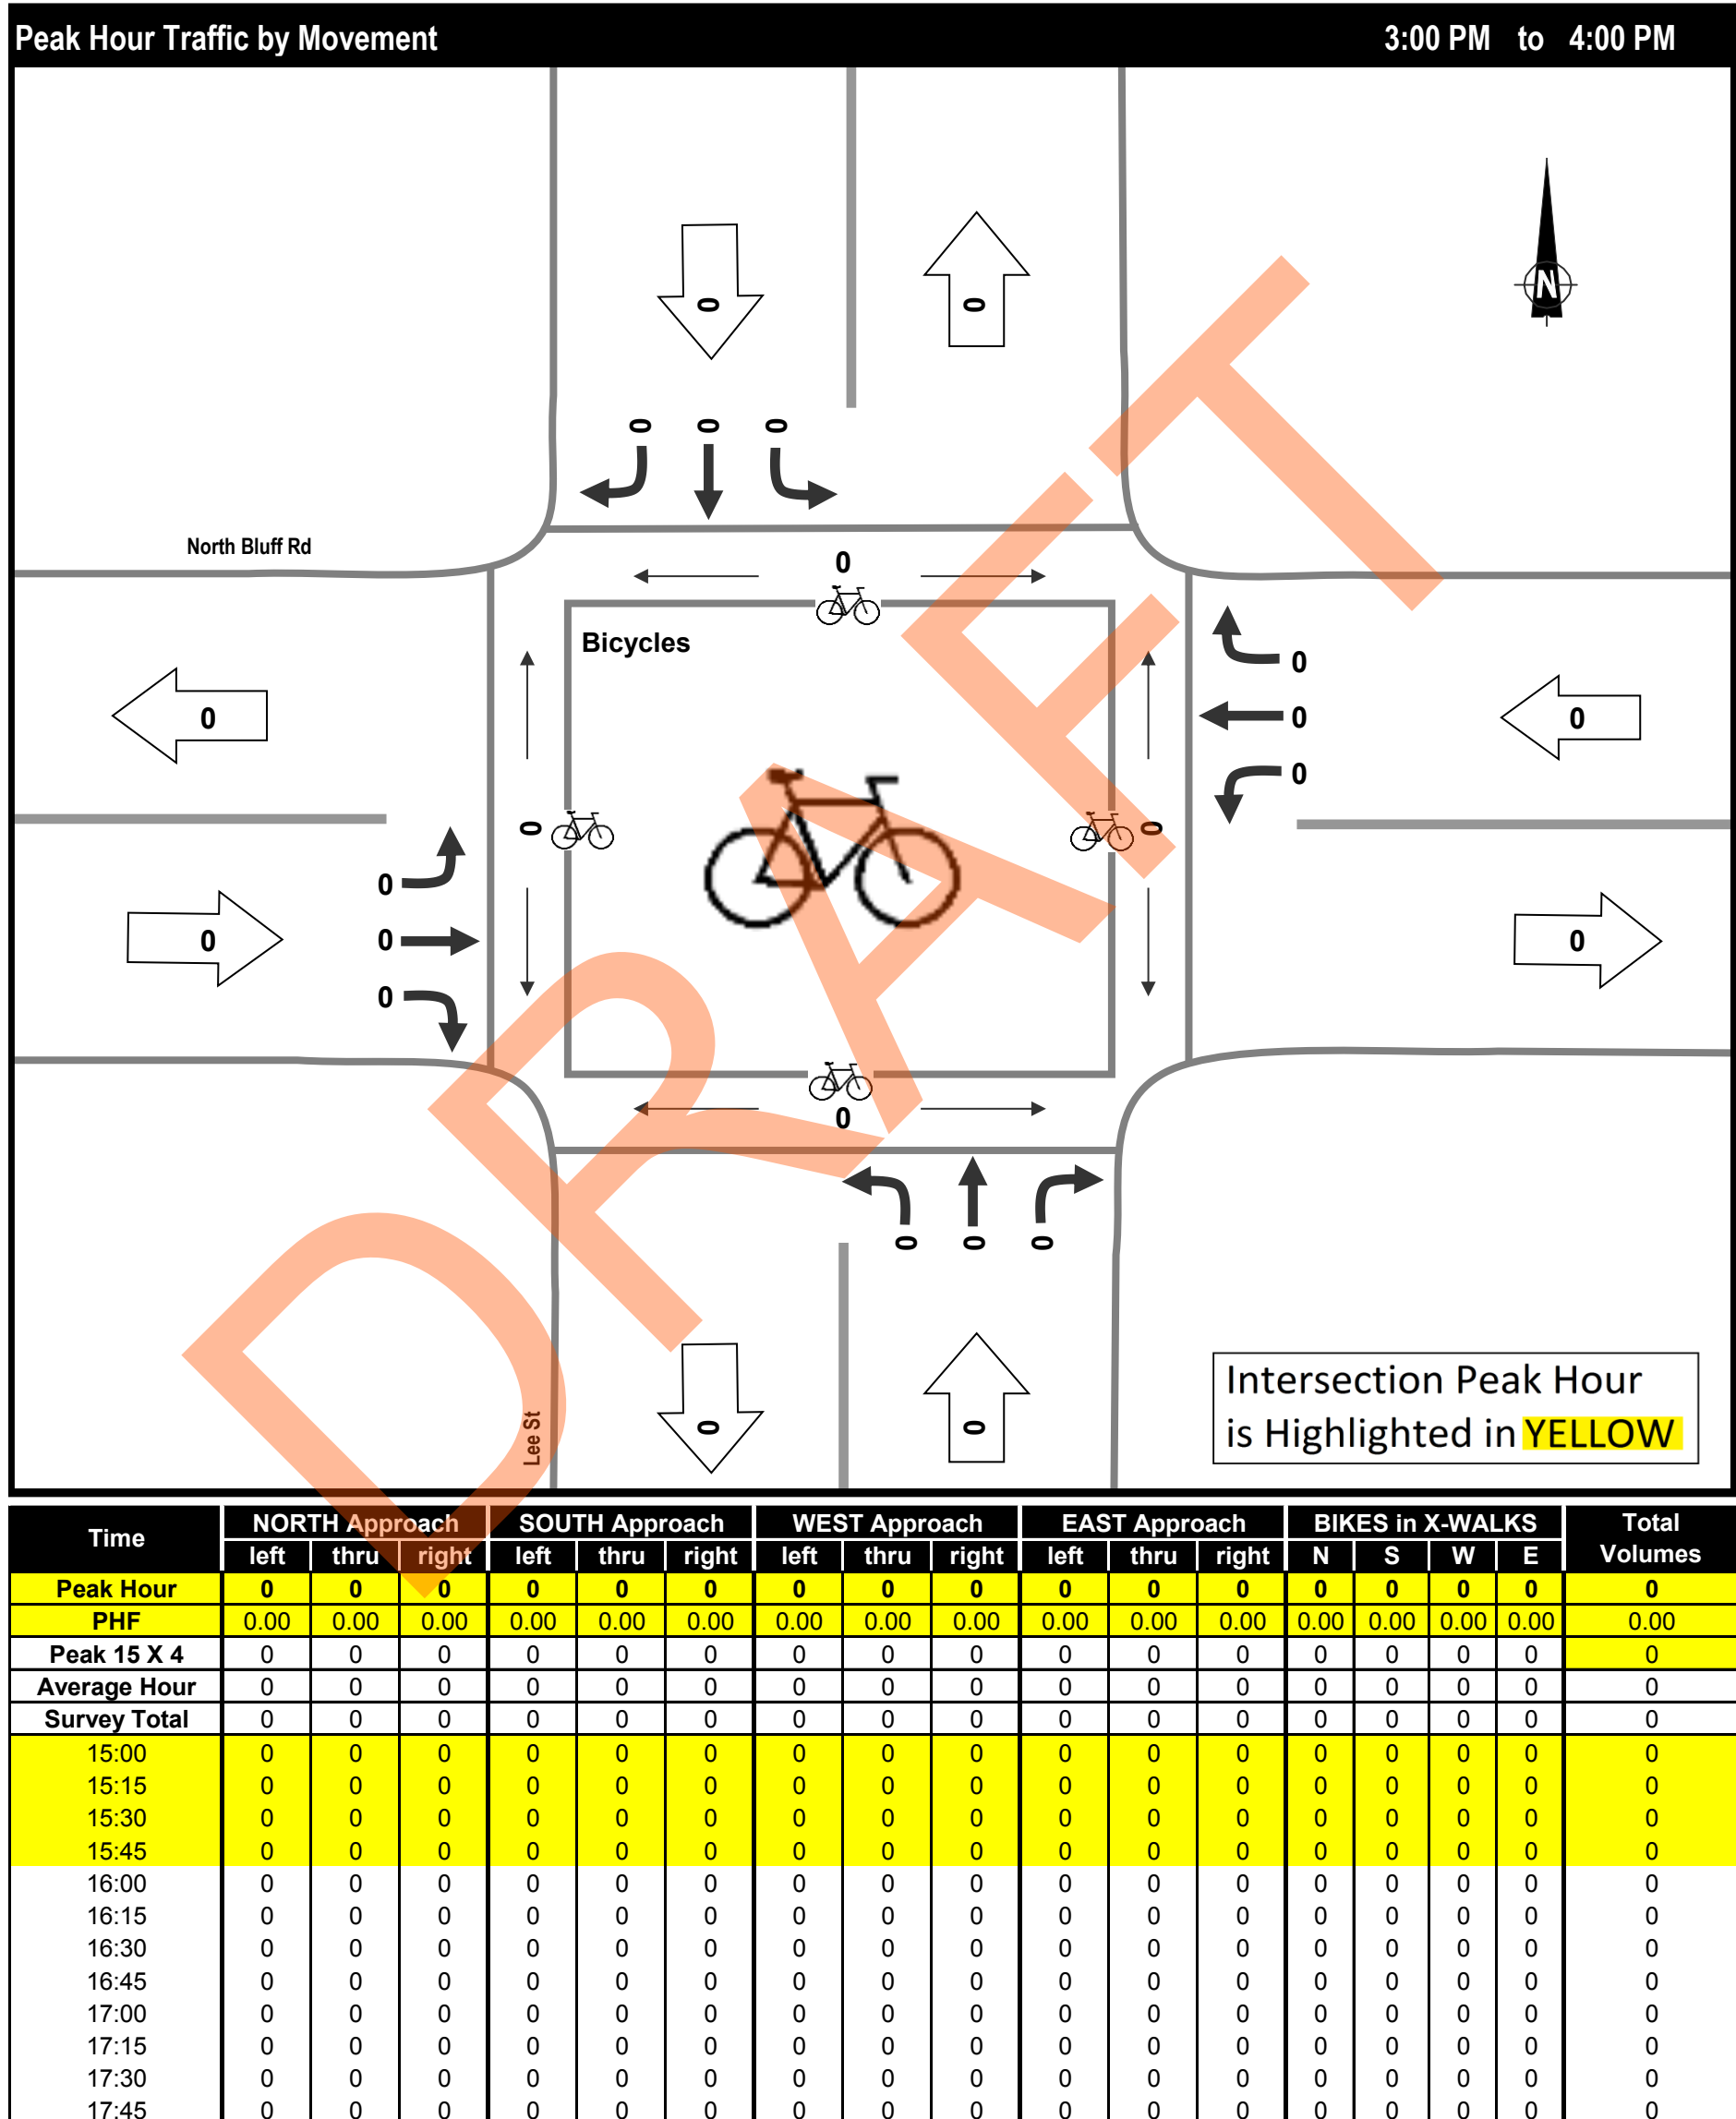 Peak Hour Traffic by Movement 3:00 PM to 4:00 PM
N
0 0
0 0 0
North Bluff Rd
0
Bicycles
0
0 0 0
0
0 0
0
0 0 0
0
0
0 0 0
Lee St
0 0
Intersection Peak Hour
is Highlighted in YELLOW
DRAFT
Time NORTH Approach SOUTH Approach WEST Approach EAST Approach BIKES in X-WALKS Total Volumes
left thru right left thru right left thru right left thru right N S W E
Peak Hour 0 0 0 0 0 0 0 0 0 0 0 0 0 0 0 0 0
PHF 0.00 0.00 0.00 0.00 0.00 0.00 0.00 0.00 0.00 0.00 0.00 0.00 0.00 0.00 0.00 0.00 0.00
Peak 15 X 4 0 0 0 0 0 0 0 0 0 0 0 0 0 0 0 0 0
Average Hour 0 0 0 0 0 0 0 0 0 0 0 0 0 0 0 0 0
Survey Total 0 0 0 0 0 0 0 0 0 0 0 0 0 0 0 0 0
15:00 0 0 0 0 0 0 0 0 0 0 0 0 0 0 0 0 0
15:15 0 0 0 0 0 0 0 0 0 0 0 0 0 0 0 0 0
15:30 0 0 0 0 0 0 0 0 0 0 0 0 0 0 0 0 0
15:45 0 0 0 0 0 0 0 0 0 0 0 0 0 0 0 0 0
16:00 0 0 0 0 0 0 0 0 0 0 0 0 0 0 0 0 0
16:15 0 0 0 0 0 0 0 0 0 0 0 0 0 0 0 0 0
16:30 0 0 0 0 0 0 0 0 0 0 0 0 0 0 0 0 0
16:45 0 0 0 0 0 0 0 0 0 0 0 0 0 0 0 0 0
17:00 0 0 0 0 0 0 0 0 0 0 0 0 0 0 0 0 0
17:15 0 0 0 0 0 0 0 0 0 0 0 0 0 0 0 0 0
17:30 0 0 0 0 0 0 0 0 0 0 0 0 0 0 0 0 0
17:45 0 0 0 0 0 0 0 0 0 0 0 0 0 0 0 0 0